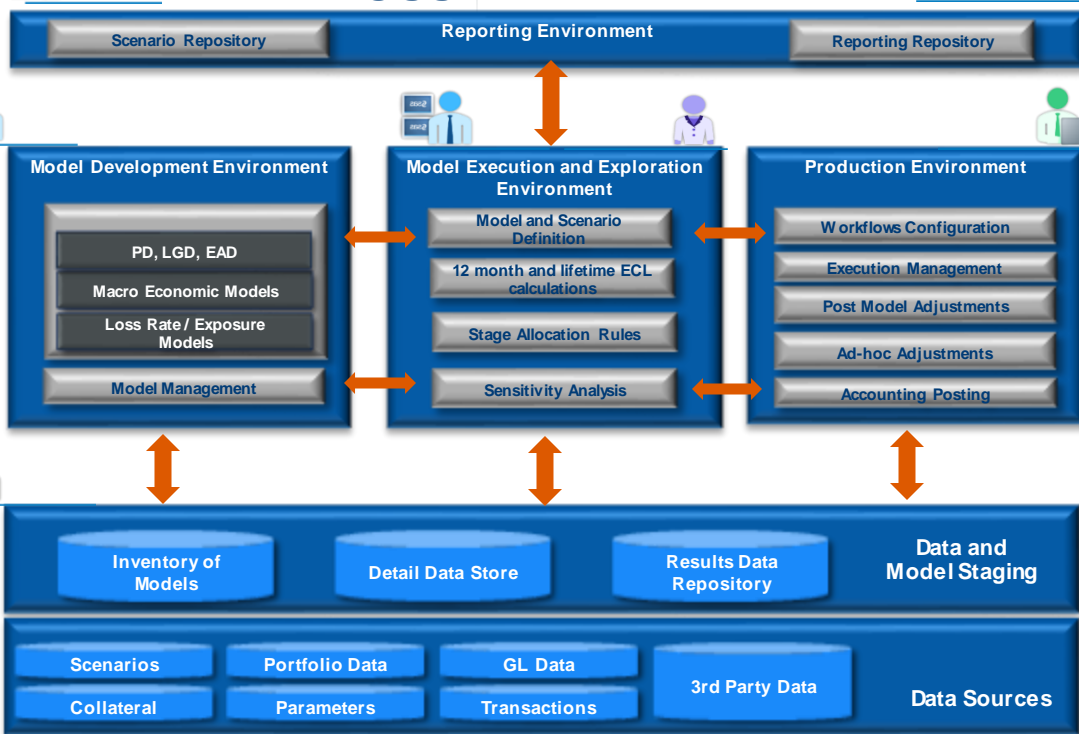 Reporting Environment
Scenario Repository
Reporting Repository
Model Development Environment
PD, LGD, EAD
Macro Economic Models
Loss Rate / Exposure
Models
Model Management
Model Execution and Exploration
Environment
Model and Scenario
Definition
12 month and lifetime ECL
calculations
Stage Allocation Rules
Sensitivity Analysis
Production Environment
Workflows Configuration
Execution Management
Post Model Adjustments
Ad-hoc Adjustments
Accounting Posting
Inventory of
Models
Detail Data Store
Results Data
Repository
Data and
Model Staging
Scenarios
Portfolio Data
GL Data
3rd Party Data
Collateral
Parameters
Transactions
Data Sources